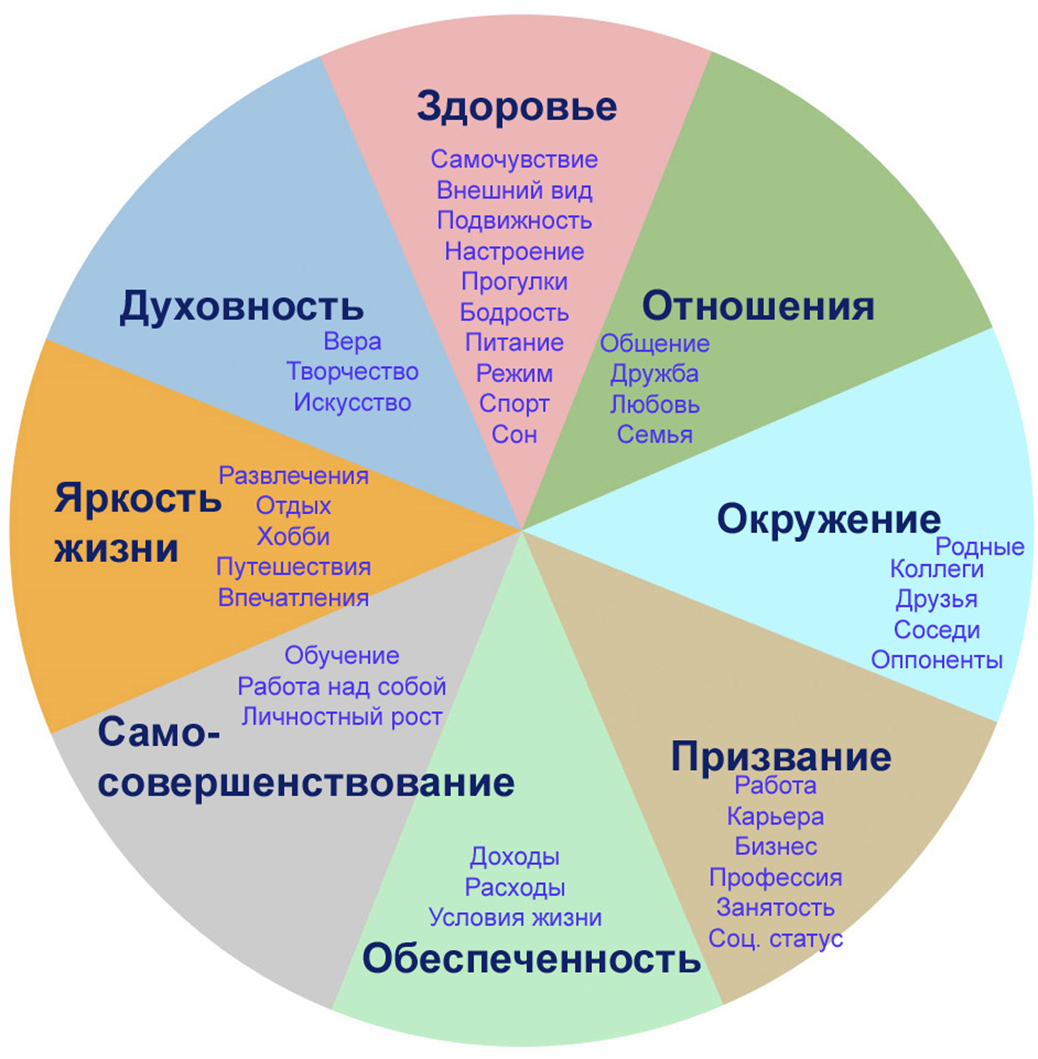 Здоровье
Самочувствие
Внешний вид
Подвижность
Настроение
Прогулки
Бодрость
Питание
Режим
Спорт
Сон
Отношения
Общение
Дружба
Любовь
Семья
Окружение
Родные
Коллеги
Друзья
Соседи
Оппоненты
Призвание
Работа
Карьера
Бизнес
Профессия
Занятость
Соц. статус
Доходы
Расходы
Условия жизни
Обеспеченность
Обучение
Работа над собой
Личностный рост
Само-
совершенствование
Яркость
жизни
Развлечения
Отдых
Хобби
Путешествия
Впечатления
Духовность
Вера
Творчество
Искусство